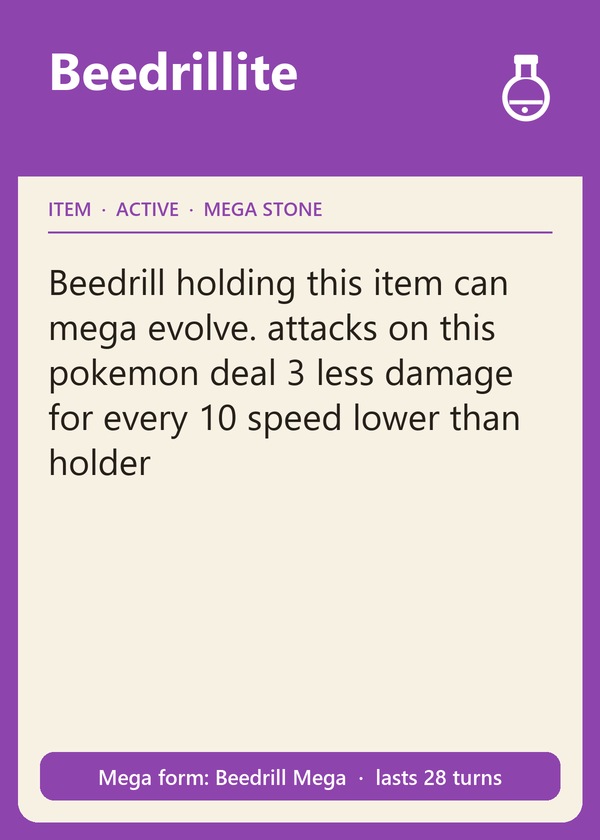 Beedrillite
ITEM · ACTIVE · MEGA STONE
Beedrill holding this item can
mega evolve. attacks on this
pokemon deal 3 less damage
for every 10 speed lower than
holder
Mega form: Beedrill Mega · lasts 28 turns